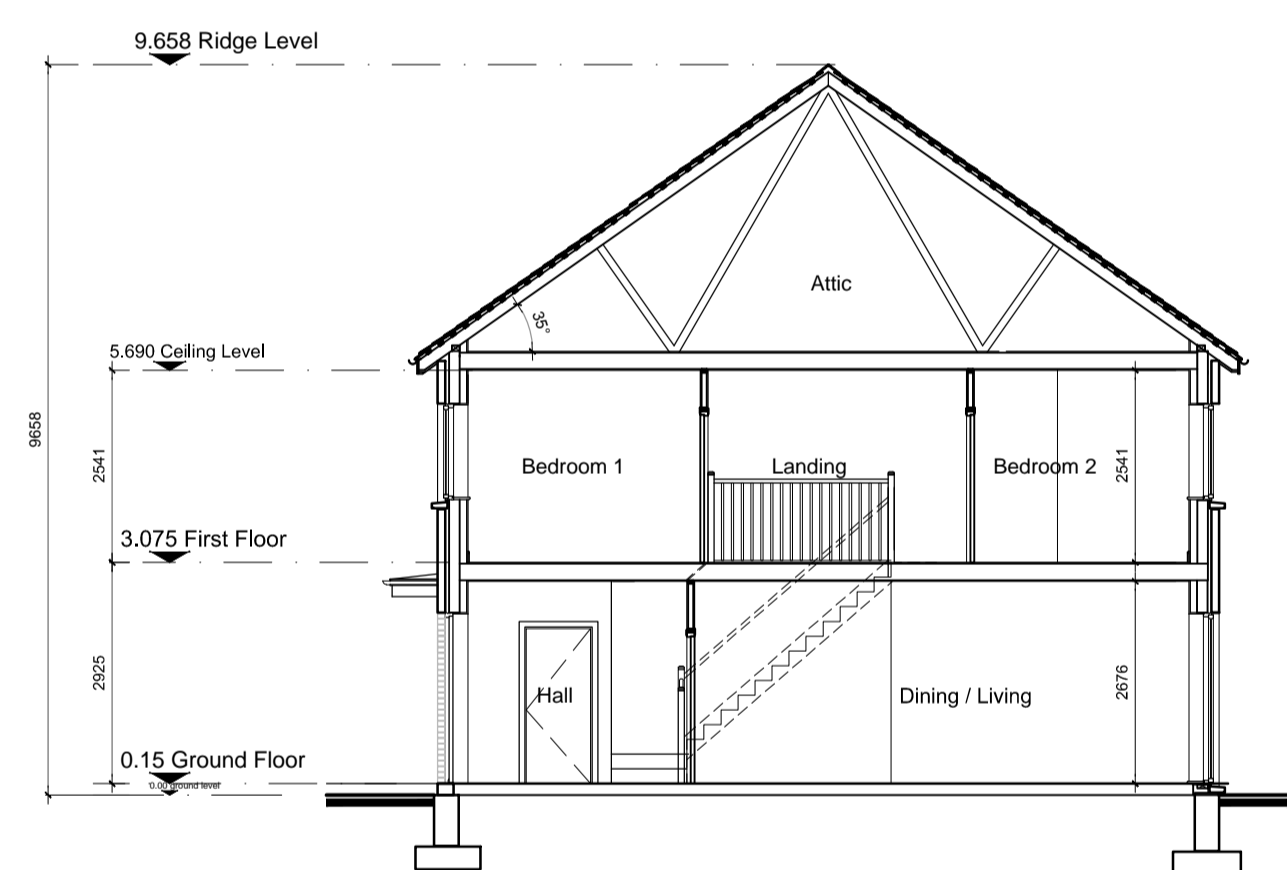 9.658 Ridge Level
Attic
35°
5.690 Ceiling Level
9658
2541
Bedroom 1
Landing
Bedroom 2
2541
3.075 First Floor
2925
Hall
Dining / Living
2676
0.15 Ground Floor
0.00 ground level